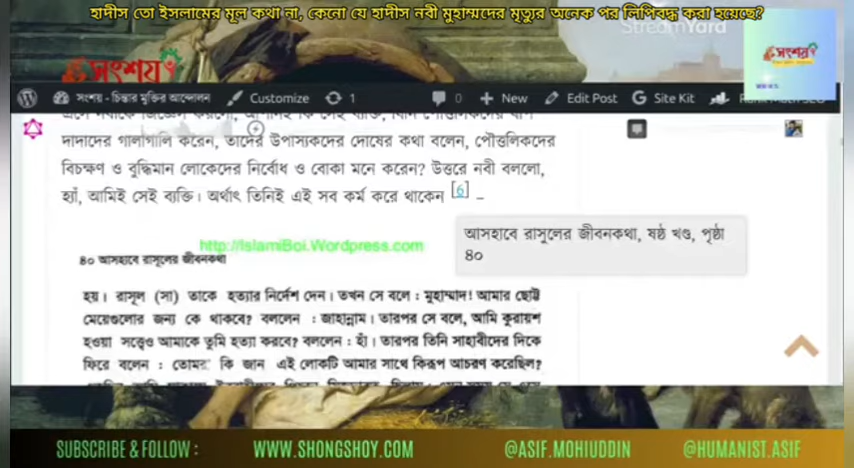 হাদীস তো ইসলামের মূল কথা না, কেনো যে হাদীস নবী মুহাম্মদের মৃত্যুর অনেক পর লিপিবদ্ধ করা হয়েছে?
StreamYard
সংশয়
সংশয়
সংশয় - চিন্তার মুক্তির আন্দোলন Customize 1 0 New Edit Post Site Kit
দাদাদের গালাগালি করেন, তাদের উপাস্যকদের দোষের কথা বলেন, পৌত্তলিকদের
বিচক্ষণ ও বুদ্ধিমান লোকেদের নির্বোধ ও বোকা মনে করেন? উত্তরে নবী বললো,
হ্যাঁ, আমিই সেই ব্যক্তি। অর্থাৎ তিনিই এই সব কর্ম করে থাকেন [6] –
আসহাবে রাসুলের জীবনকথা, ষষ্ঠ খণ্ড, পৃষ্ঠা
৪০
http://IslamiBoi.Wordpress.com
৪০ আসহাবে রাসূলের জীবনকথা
হয়। রাসূল (সা) তাকে হত্যার নির্দেশ দেন। তখন সে বলে : মুহাম্মাদ! আমার ছোট্ট
মেয়েগুলোর জন্য কে থাকবে? বললেন : জাহান্নাম। তারপর সে বলে, আমি কুরায়শ
হওয়া সত্ত্বেও আমাকে তুমি হত্যা করবে? বললেন : হাঁ। তারপর তিনি সাহাবীদের দিকে
ফিরে বলেন : তোমরা কি জান এই লোকটি আমার সাথে কিরূপ আচরণ করেছিল?
SUBSCRIBE & FOLLOW : WWW.SHONGSHOY.COM @ASIF.MOHIUDDIN @HUMANIST.ASIF